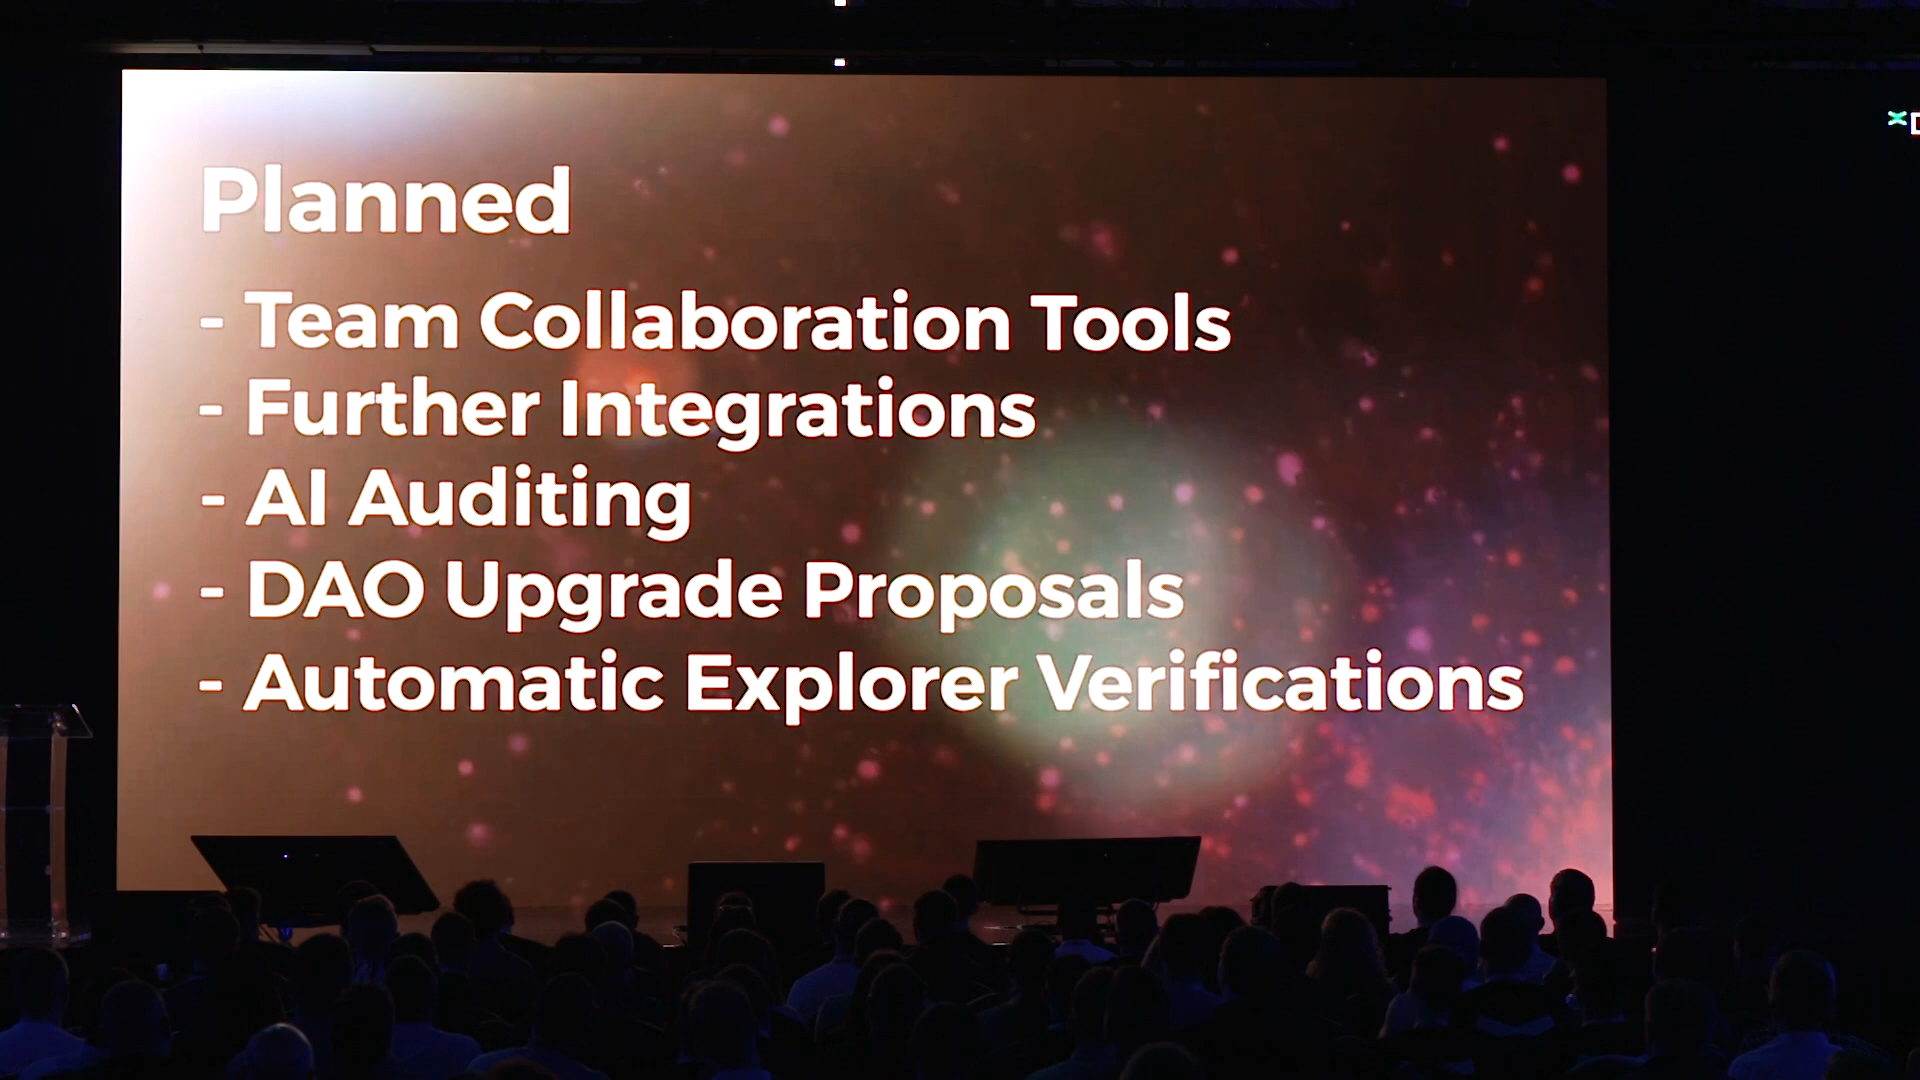 Planned
- Team Collaboration Tools
- Further Integrations
- AI Auditing
- DAO Upgrade Proposals
- Automatic Explorer Verifications